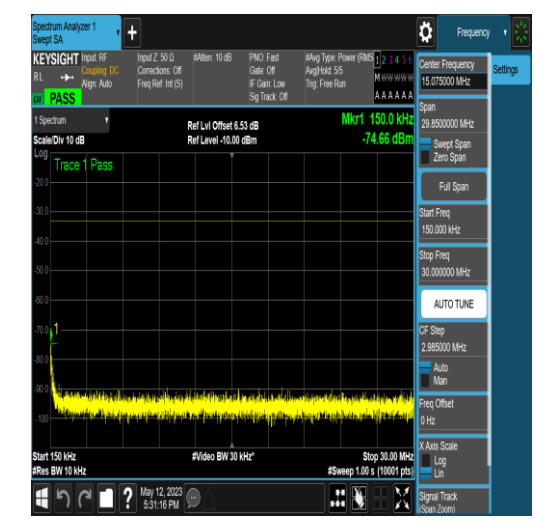 Spectrum Analyzer 1
Swept SA
Frequency
KEYSIGHT
RL
PASS
Input: RF
Coupling: DC
Align: Auto
Input Z: 50 Ω
Corrections: Off
Freq Ref: Int (S)
#Atten: 10 dB
PNO: Fast
Gate: Off
IF Gain: Low
Sig Track: Off
#Avg Type: Power (RMS
Avg|Hold: 5/5
Trig: Free Run
1 2 3 4 5 6
M W W W W W
A A A A A A
Center Frequency
15.075000 MHz
Settings
Span
29.8500000 MHz
Swept Span
Zero Span
Full Span
Start Freq
150.000 kHz
Stop Freq
30.000000 MHz
AUTO TUNE
CF Step
2.985000 MHz
Auto
Man
Freq Offset
0 Hz
X Axis Scale
Log
Lin
Signal Track
(Span Zoom)
1 Spectrum
Scale/Div 10 dB
Ref Lvl Offset 6.53 dB
Ref Level -10.00 dBm
Mkr1 150.0 kHz
-74.66 dBm
Log
Trace 1 Pass
-20.0
-30.0
-40.0
-50.0
-60.0
-70.0
-80.0
-90.0
-100
1
Start 150 kHz
#Res BW 10 kHz
#Video BW 30 kHz*
Stop 30.00 MHz
#Sweep 1.00 s (10001 pts)
?
May 12, 2023
5:31:16 PM